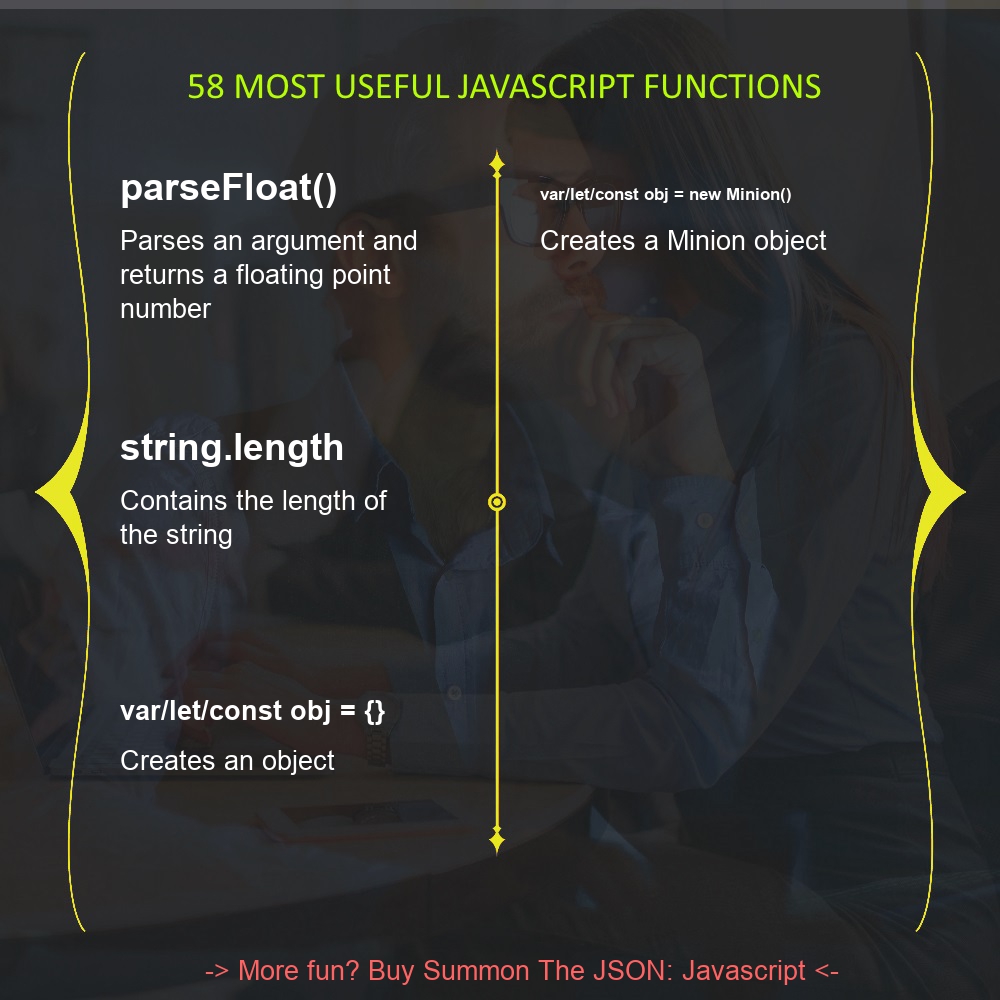 58 MOST USEFUL JAVASCRIPT FUNCTIONS
parseFloat()
Parses an argument and
returns a floating point
number
string.length
Contains the length of
the string
var/let/const obj = {}
Creates an object
var/let/const obj = new Minion()
Creates a Minion object
-> More fun? Buy Summon The JSON: Javascript <-